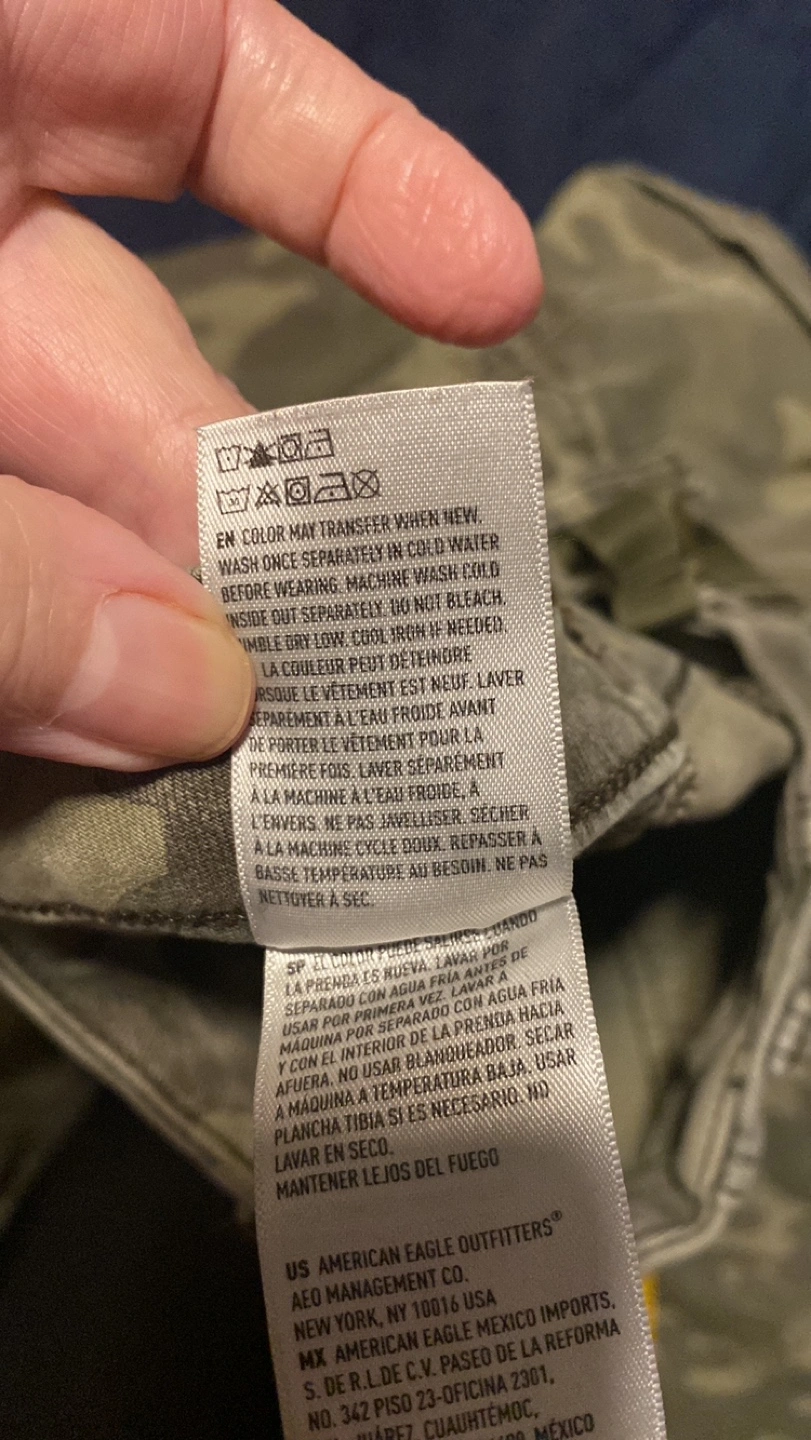 EN COLOR MAY TRANSFER WHEN NEW.
WASH ONCE SEPARATELY IN COLD WATER
BEFORE WEARING. MACHINE WASH COLD
INSIDE OUT SEPARATELY. DO NOT BLEACH.
MBLE DRY LOW. COOL IRON IF NEEDED.
LA COULEUR PEUT DÉTEINDRE
RSQUE LE VÊTEMENT EST NEUF. LAVER
SÉPARÉMENT À L'EAU FROIDE AVANT
DE PORTER LE VÊTEMENT POUR LA
PREMIÈRE FOIS. LAVER SÉPARÉMENT
À LA MACHINE À L'EAU FROIDE, À
L'ENVERS. NE PAS JAVELLISER. SÉCHER
À LA MACHINE CYCLE DOUX. REPASSER À
BASSE TEMPÉRATURE AU BESOIN. NE PAS
NETTOYER À SEC.
SP EL COLOR PUEDE SALIRSE CUANDO
LA PRENDA ES NUEVA. LAVAR POR
SEPARADO CON AGUA FRÍA ANTES DE
USAR POR PRIMERA VEZ. LAVAR A
MÁQUINA POR SEPARADO CON AGUA FRÍA
Y CON EL INTERIOR DE LA PRENDA HACIA
AFUERA. NO USAR BLANQUEADOR. SECAR
A MÁQUINA A TEMPERATURA BAJA. USAR
PLANCHA TIBIA SI ES NECESARIO. NO
LAVAR EN SECO.
MANTENER LEJOS DEL FUEGO
US AMERICAN EAGLE OUTFITTERS®
AEO MANAGEMENT CO.
NEW YORK, NY 10016 USA
MX AMERICAN EAGLE MEXICO IMPORTS,
S. DE R.L.DE C.V. PASEO DE LA REFORMA
NO. 342 PISO 23-OFICINA 2301,
JUÁREZ, CUAUHTÉMOC,
MÉXICO